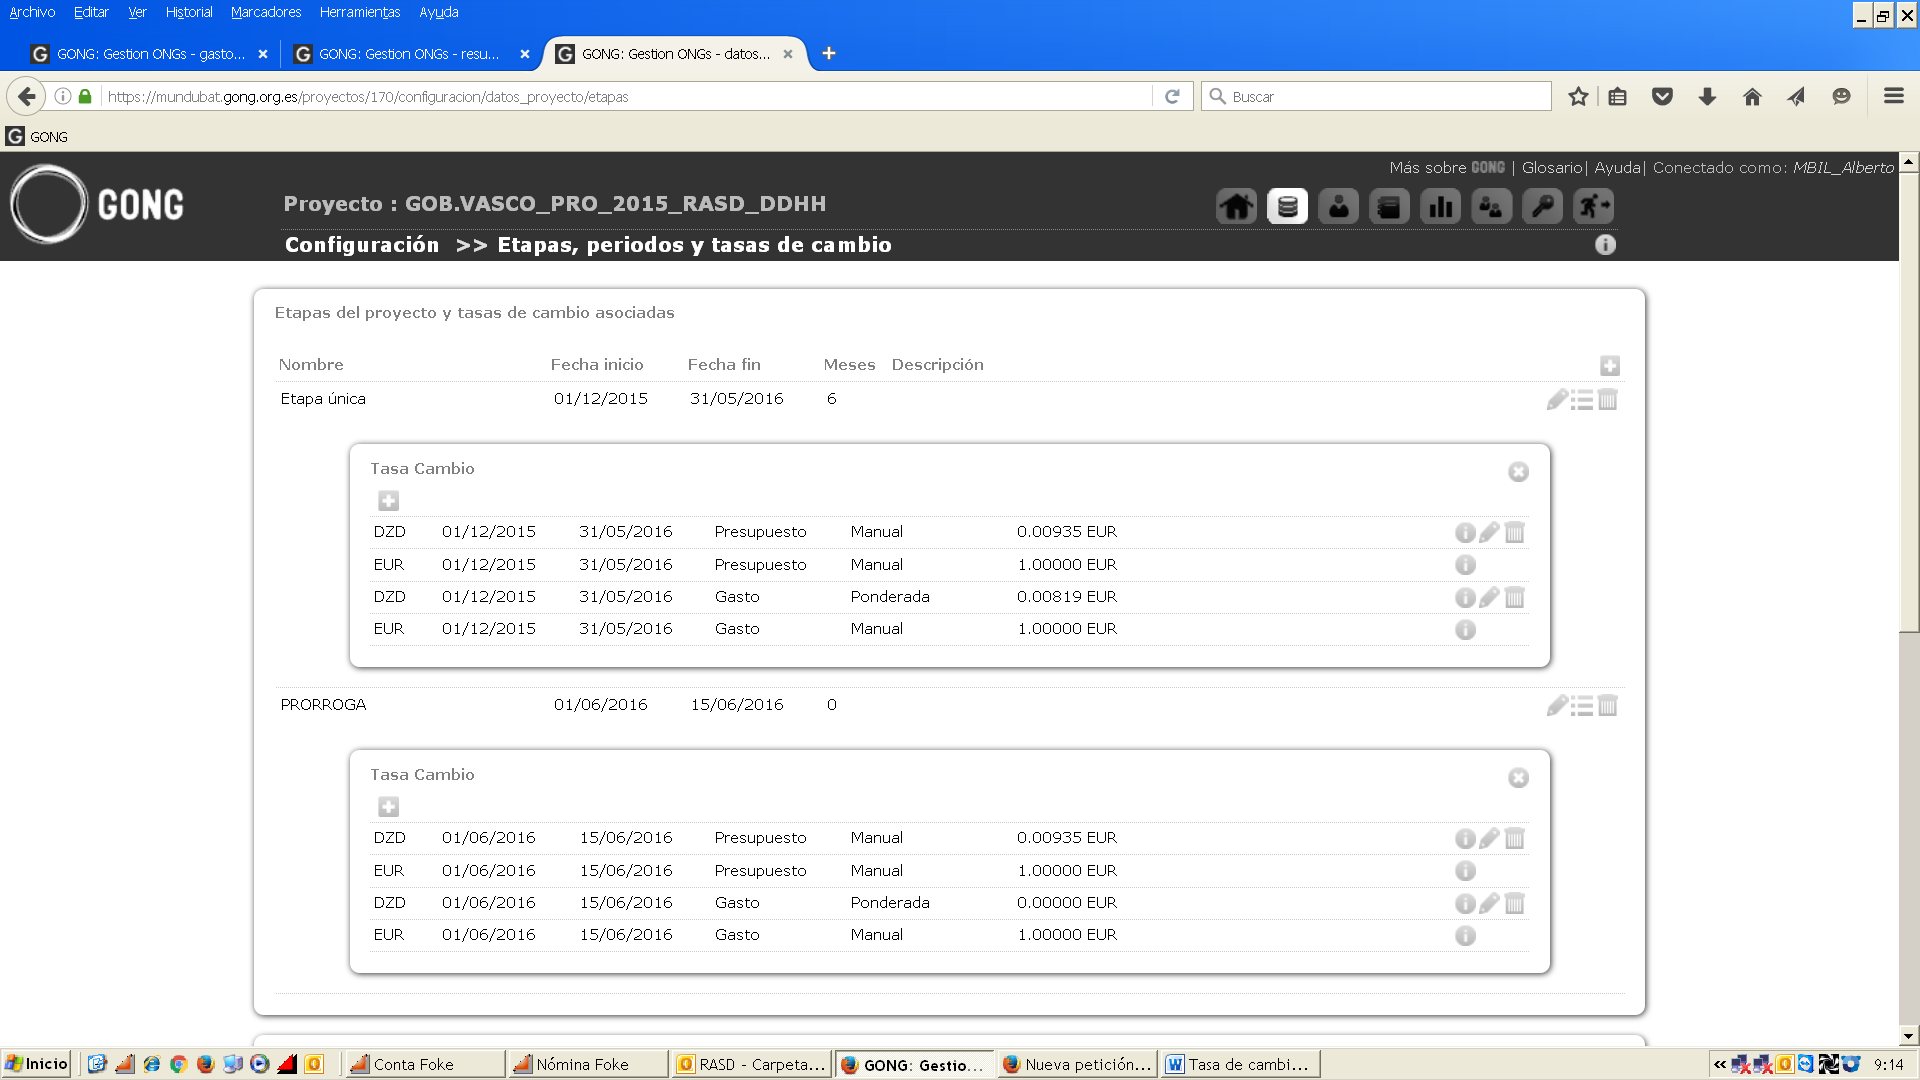 Archivo Editar Ver Historial Marcadores Herramientas Ayuda
GONG: Gestion ONGs - gasto... GONG: Gestion ONGs - resu... GONG: Gestion ONGs - datos...
https://mundubat.gong.org.es/proyectos/170/configuracion/datos_proyecto/etapas Buscar
GONG
Más sobre GONG | Glosario| Ayuda| Conectado como: MBIL_Alberto
GONG
Proyecto : GOB.VASCO_PRO_2015_RASD_DDHH
Configuración >> Etapas, periodos y tasas de cambio
Etapas del proyecto y tasas de cambio asociadas
Nombre Fecha inicio Fecha fin Meses Descripción
Etapa única 01/12/2015 31/05/2016 6
Tasa Cambio
DZD 01/12/2015 31/05/2016 Presupuesto Manual 0.00935 EUR
EUR 01/12/2015 31/05/2016 Presupuesto Manual 1.00000 EUR
DZD 01/12/2015 31/05/2016 Gasto Ponderada 0.00819 EUR
EUR 01/12/2015 31/05/2016 Gasto Manual 1.00000 EUR
PRORROGA 01/06/2016 15/06/2016 0
Tasa Cambio
DZD 01/06/2016 15/06/2016 Presupuesto Manual 0.00935 EUR
EUR 01/06/2016 15/06/2016 Presupuesto Manual 1.00000 EUR
DZD 01/06/2016 15/06/2016 Gasto Ponderada 0.00000 EUR
EUR 01/06/2016 15/06/2016 Gasto Manual 1.00000 EUR
Inicio Conta Foke Nómina Foke RASD - Carpeta... GONG: Gestio... Nueva petición... Tasa de cambi... 9:14